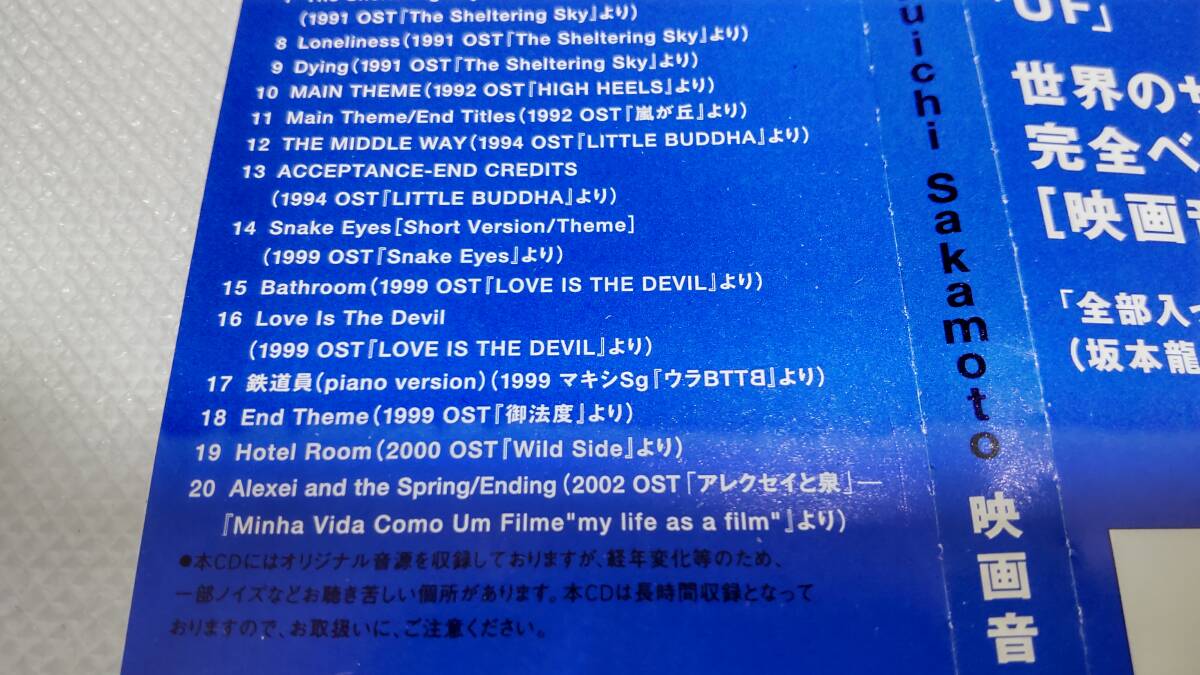 (1991 OST『The Sheltering Sky』より)
8 Loneliness(1991 OST『The Sheltering Sky』より)
9 Dying(1991 OST『The Sheltering Sky』より)
10 MAIN THEME(1992 OST『HIGH HEELS』より)
11 Main Theme/End Titles(1992 OST『嵐が丘』より)
12 THE MIDDLE WAY(1994 OST『LITTLE BUDDHA』より)
13 ACCEPTANCE-END CREDITS
(1994 OST『LITTLE BUDDHA』より)
14 Snake Eyes[Short Version/Theme]
(1999 OST『Snake Eyes』より)
15 Bathroom(1999 OST『LOVE IS THE DEVIL』より)
16 Love Is The Devil
(1999 OST『LOVE IS THE DEVIL』より)
17 鉄道員(piano version)(1999 マキシSg『ウラBTTB』より)
18 End Theme(1999 OST『御法度』より)
19 Hotel Room(2000 OST『Wild Side』より)
20 Alexei and the Spring/Ending(2002 OST「アレクセイと泉」—
『Minha Vida Como Um Filme"my life as a film"』より)
●本CDにはオリジナル音源を収録しておりますが、経年変化等のため、
一部ノイズなどお聴き苦しい個所があります。本CDは長時間収録となって
おりますので、お取扱いに、ご注意ください。
uichi Sakamoto 映画音
UF」
世界の
完全ベ
[映画音
「全部入
(坂本龍